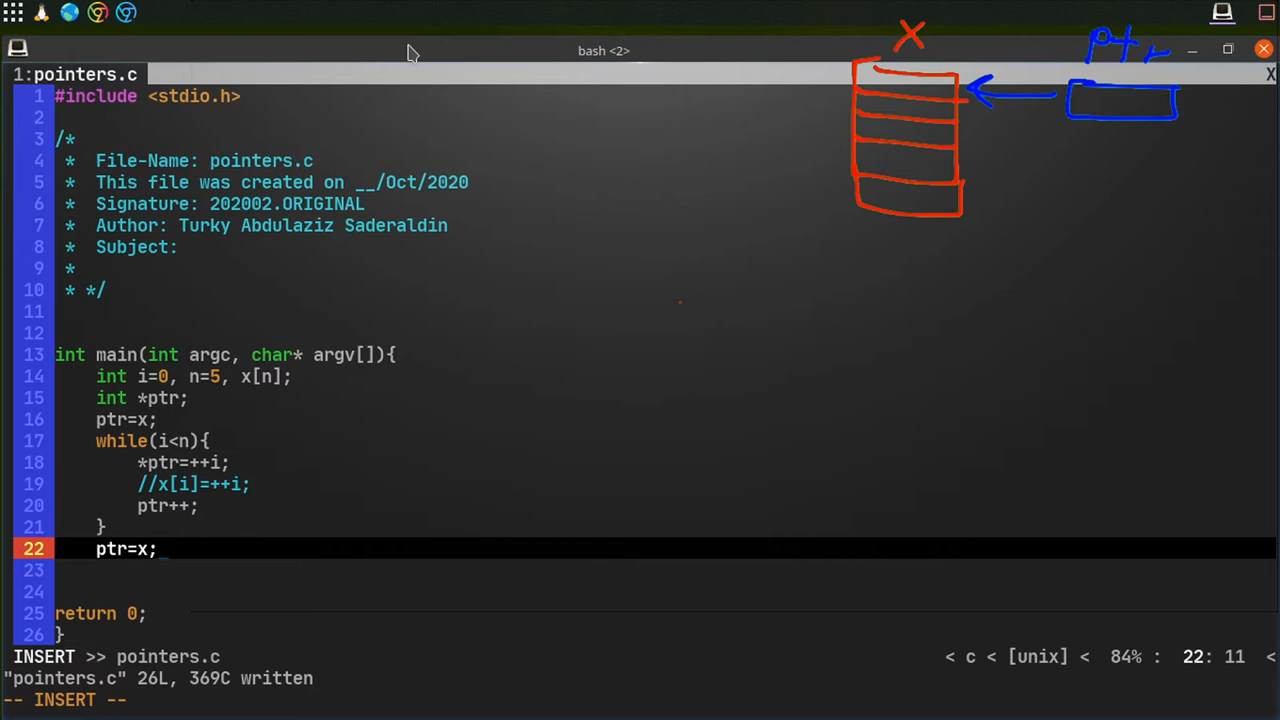 bash <2>
x
ptr
1:pointers.c X
1 #include <stdio.h>
2
3 /*
4 * File-Name: pointers.c
5 * This file was created on __/Oct/2020
6 * Signature: 202002.ORIGINAL
7 * Author: Turky Abdulaziz Saderaldin
8 * Subject:
9 *
10 * */
11
12
13 int main(int argc, char* argv[]){
14 int i=0, n=5, x[n];
15 int *ptr;
16 ptr=x;
17 while(i<n){
18 *ptr=++i;
19 //x[i]=++i;
20 ptr++;
21 }
22 ptr=x;
23
24
25 return 0;
26 }
INSERT >> pointers.c < c < [unix] < 84% : 22: 11 <
"pointers.c" 26L, 369C written
-- INSERT --